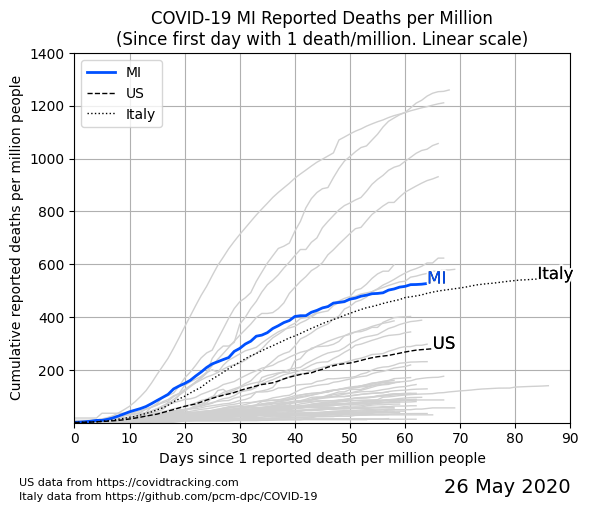 COVID-19 MI Reported Deaths per Million
(Since first day with 1 death/million. Linear scale)
Cumulative reported deaths per million people
1400
1200
1000
800
600
400
200
MI
US
Italy
MI
Italy
US
0 10 20 30 40 50 60 70 80 90
Days since 1 reported death per million people
US data from https://covidtracking.com
Italy data from https://github.com/pcm-dpc/COVID-19
26 May 2020